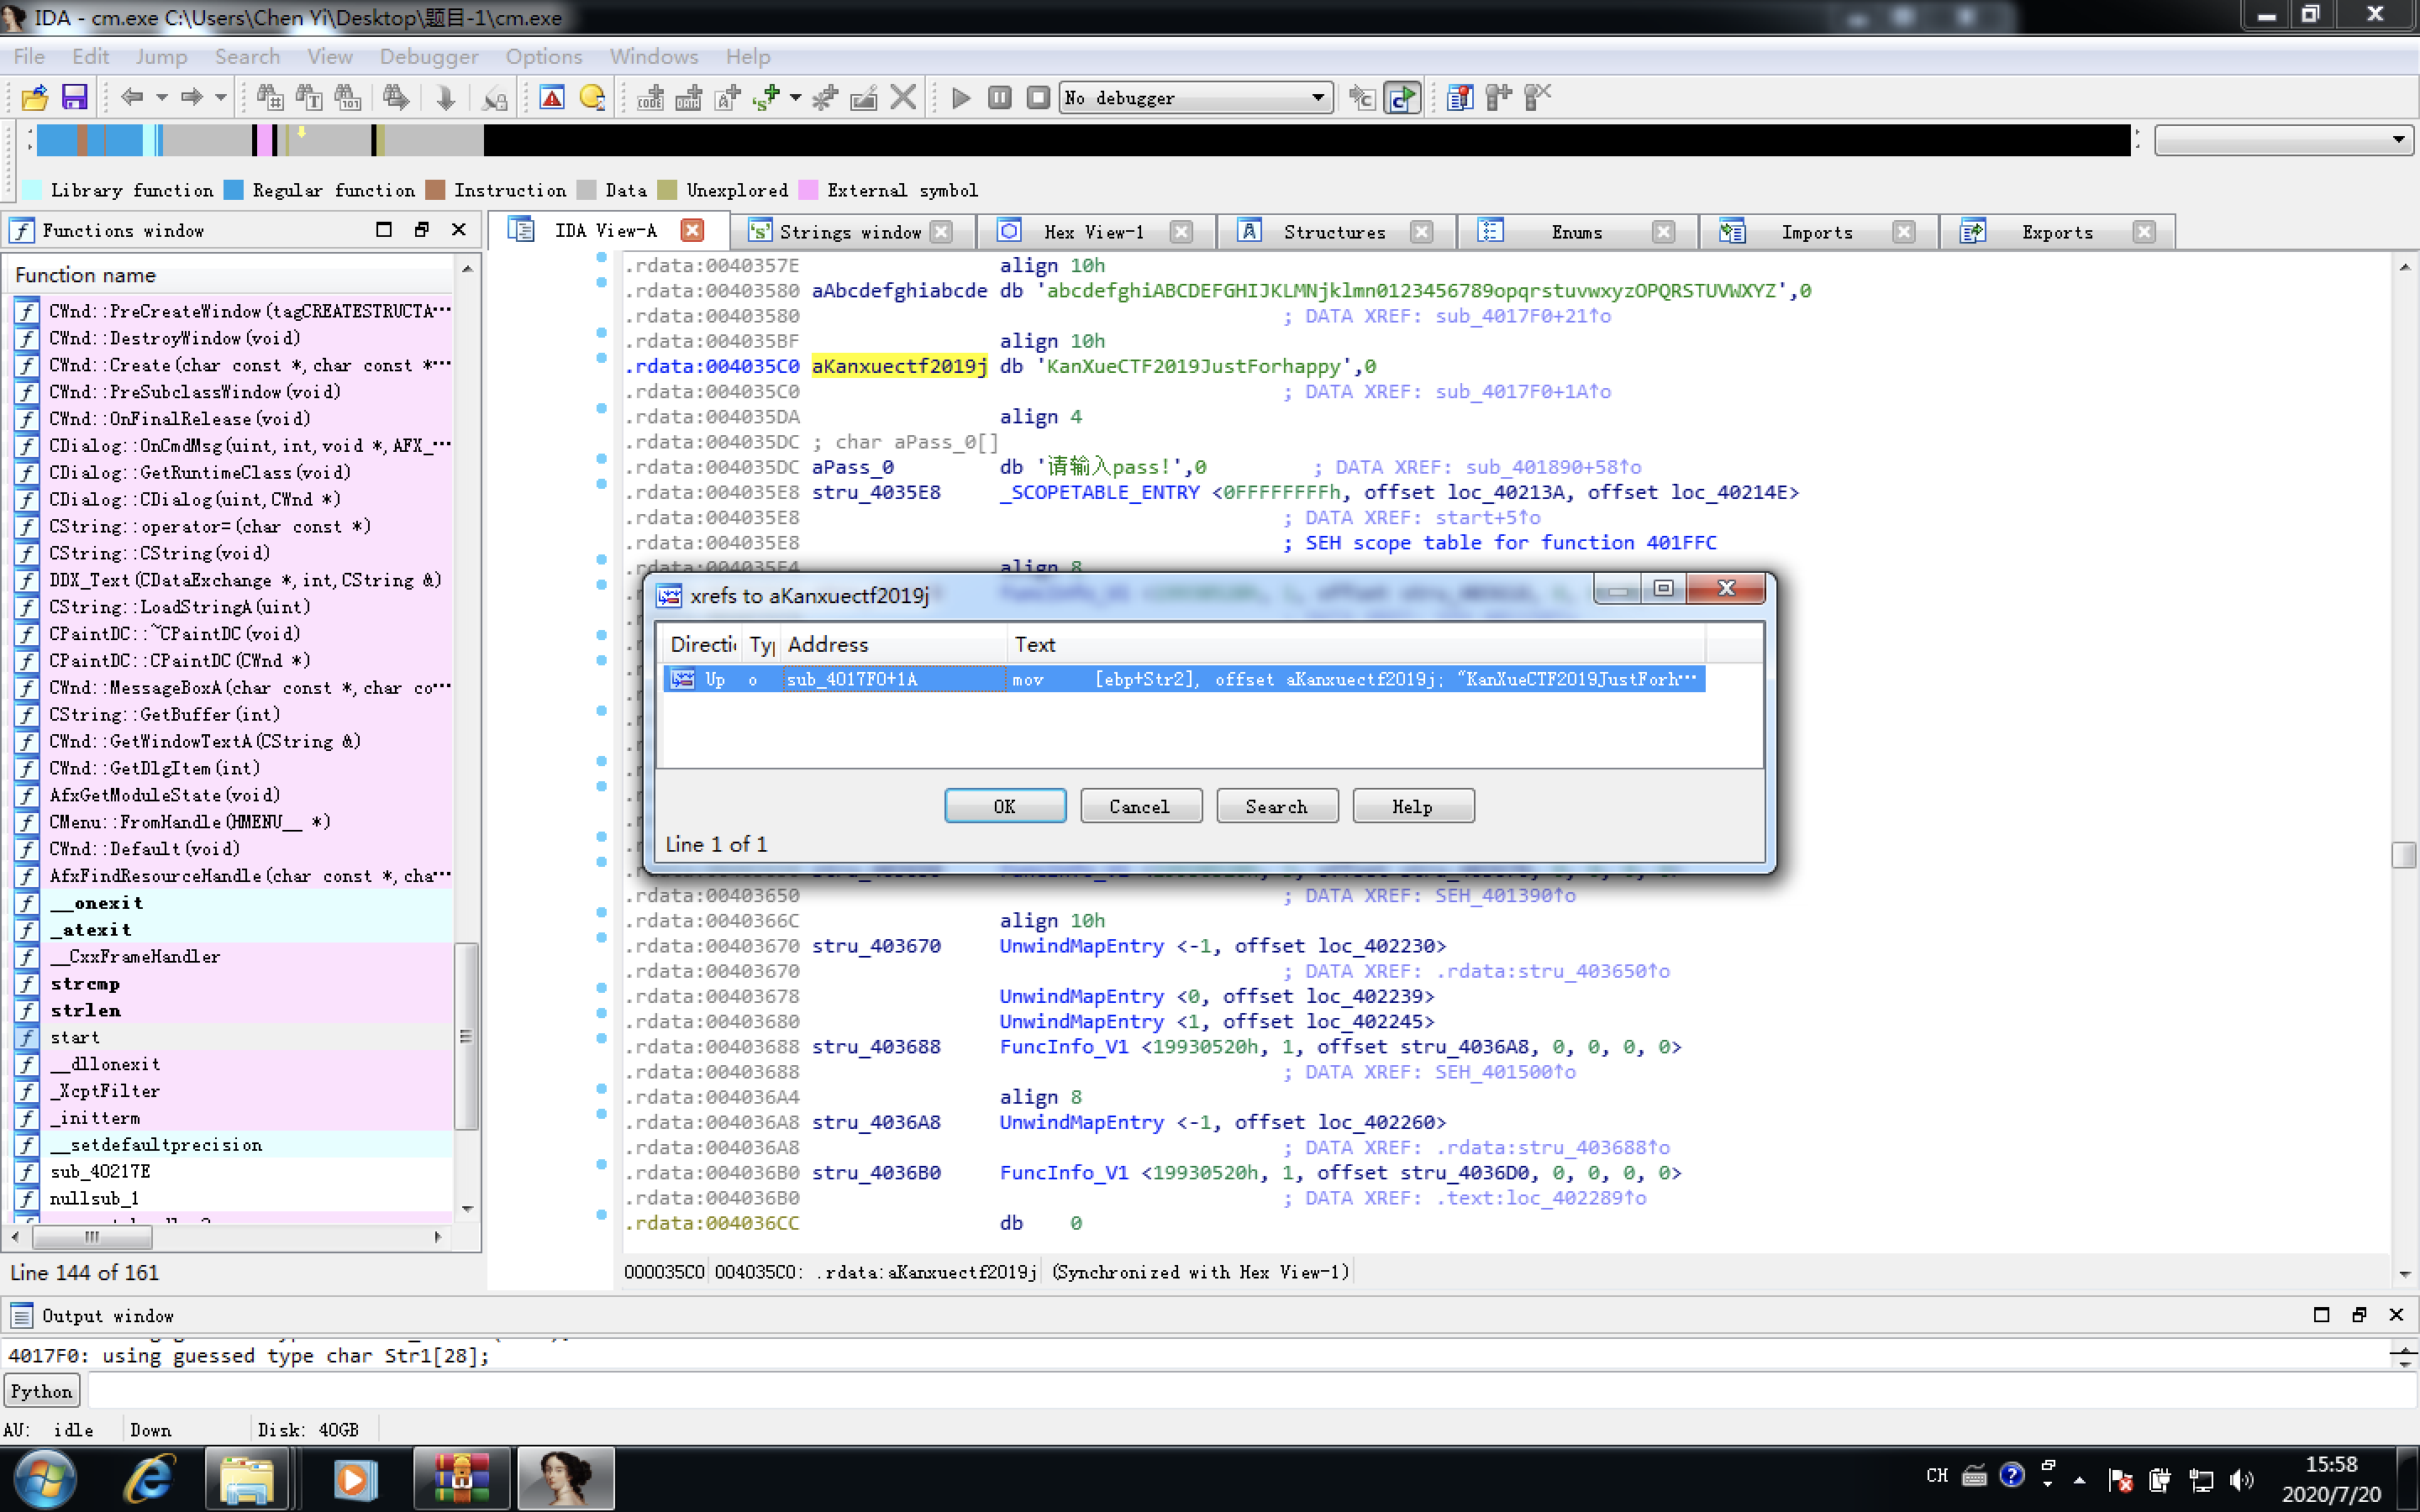 IDA - cm.exe C:\Users\Chen Yi\Desktop\题目-1\cm.exe
File Edit Jump Search View Debugger Options Windows Help
No debugger
Library function Regular function Instruction Data Unexplored External symbol
Functions window
IDA View-A Strings window Hex View-1 Structures Enums Imports Exports
Function name
CWnd::PreCreateWindow(tagCREATESTRUCTA…
CWnd::DestroyWindow(void)
CWnd::Create(char const *,char const *…
CWnd::PreSubclassWindow(void)
CWnd::OnFinalRelease(void)
CDialog::OnCmdMsg(uint,int,void *,AFX_…
CDialog::GetRuntimeClass(void)
CDialog::CDialog(uint,CWnd *)
CString::operator=(char const *)
CString::CString(void)
DDX_Text(CDataExchange *,int,CString &)
CString::LoadStringA(uint)
CPaintDC::~CPaintDC(void)
CPaintDC::CPaintDC(CWnd *)
CWnd::MessageBoxA(char const *,char co…
CString::GetBuffer(int)
CWnd::GetWindowTextA(CString &)
CWnd::GetDlgItem(int)
AfxGetModuleState(void)
CMenu::FromHandle(HMENU__ *)
CWnd::Default(void)
AfxFindResourceHandle(char const *,cha…
__onexit
_atexit
__CxxFrameHandler
strcmp
strlen
start
__dllonexit
_XcptFilter
_initterm
__setdefaultprecision
sub_40217E
nullsub_1
Line 144 of 161
.rdata:0040357E align 10h
.rdata:00403580 aAbcdefghiabcde db 'abcdefghiABCDEFGHIJKLMNjklmn0123456789opqrstuvwxyzOPQRSTUVWXYZ',0
.rdata:00403580 ; DATA XREF: sub_4017F0+21↑o
.rdata:004035BF align 10h
.rdata:004035C0 aKanxuectf2019j db 'KanXueCTF2019JustForhappy',0
.rdata:004035C0 ; DATA XREF: sub_4017F0+1A↑o
.rdata:004035DA align 4
.rdata:004035DC ; char aPass_0[]
.rdata:004035DC aPass_0 db '请输入pass!',0 ; DATA XREF: sub_401890+58↑o
.rdata:004035E8 stru_4035E8 _SCOPETABLE_ENTRY <0FFFFFFFFh, offset loc_40213A, offset loc_40214E>
.rdata:004035E8 ; DATA XREF: start+5↑o
.rdata:004035E8 ; SEH scope table for function 401FFC
.rdata:004035F4 align 8
xrefs to aKanxuectf2019j
Directi Typ Address Text
Up o sub_4017F0+1A mov [ebp+Str2], offset aKanxuectf2019j; "KanXueCTF2019JustForh…
OK Cancel Search Help
Line 1 of 1
.rdata:00403650 ; DATA XREF: SEH_401390↑o
.rdata:0040366C align 10h
.rdata:00403670 stru_403670 UnwindMapEntry <-1, offset loc_402230>
.rdata:00403670 ; DATA XREF: .rdata:stru_403650↑o
.rdata:00403678 UnwindMapEntry <0, offset loc_402239>
.rdata:00403680 UnwindMapEntry <1, offset loc_402245>
.rdata:00403688 stru_403688 FuncInfo_V1 <19930520h, 1, offset stru_4036A8, 0, 0, 0, 0>
.rdata:00403688 ; DATA XREF: SEH_401500↑o
.rdata:004036A4 align 8
.rdata:004036A8 stru_4036A8 UnwindMapEntry <-1, offset loc_402260>
.rdata:004036A8 ; DATA XREF: .rdata:stru_403688↑o
.rdata:004036B0 stru_4036B0 FuncInfo_V1 <19930520h, 1, offset stru_4036D0, 0, 0, 0, 0>
.rdata:004036B0 ; DATA XREF: .text:loc_402289↑o
.rdata:004036CC db 0
000035C0 004035C0: .rdata:aKanxuectf2019j (Synchronized with Hex View-1)
Output window
4017F0: using guessed type char Str1[28];
Python
AU: idle Down Disk: 40GB
CH
15:58
2020/7/20